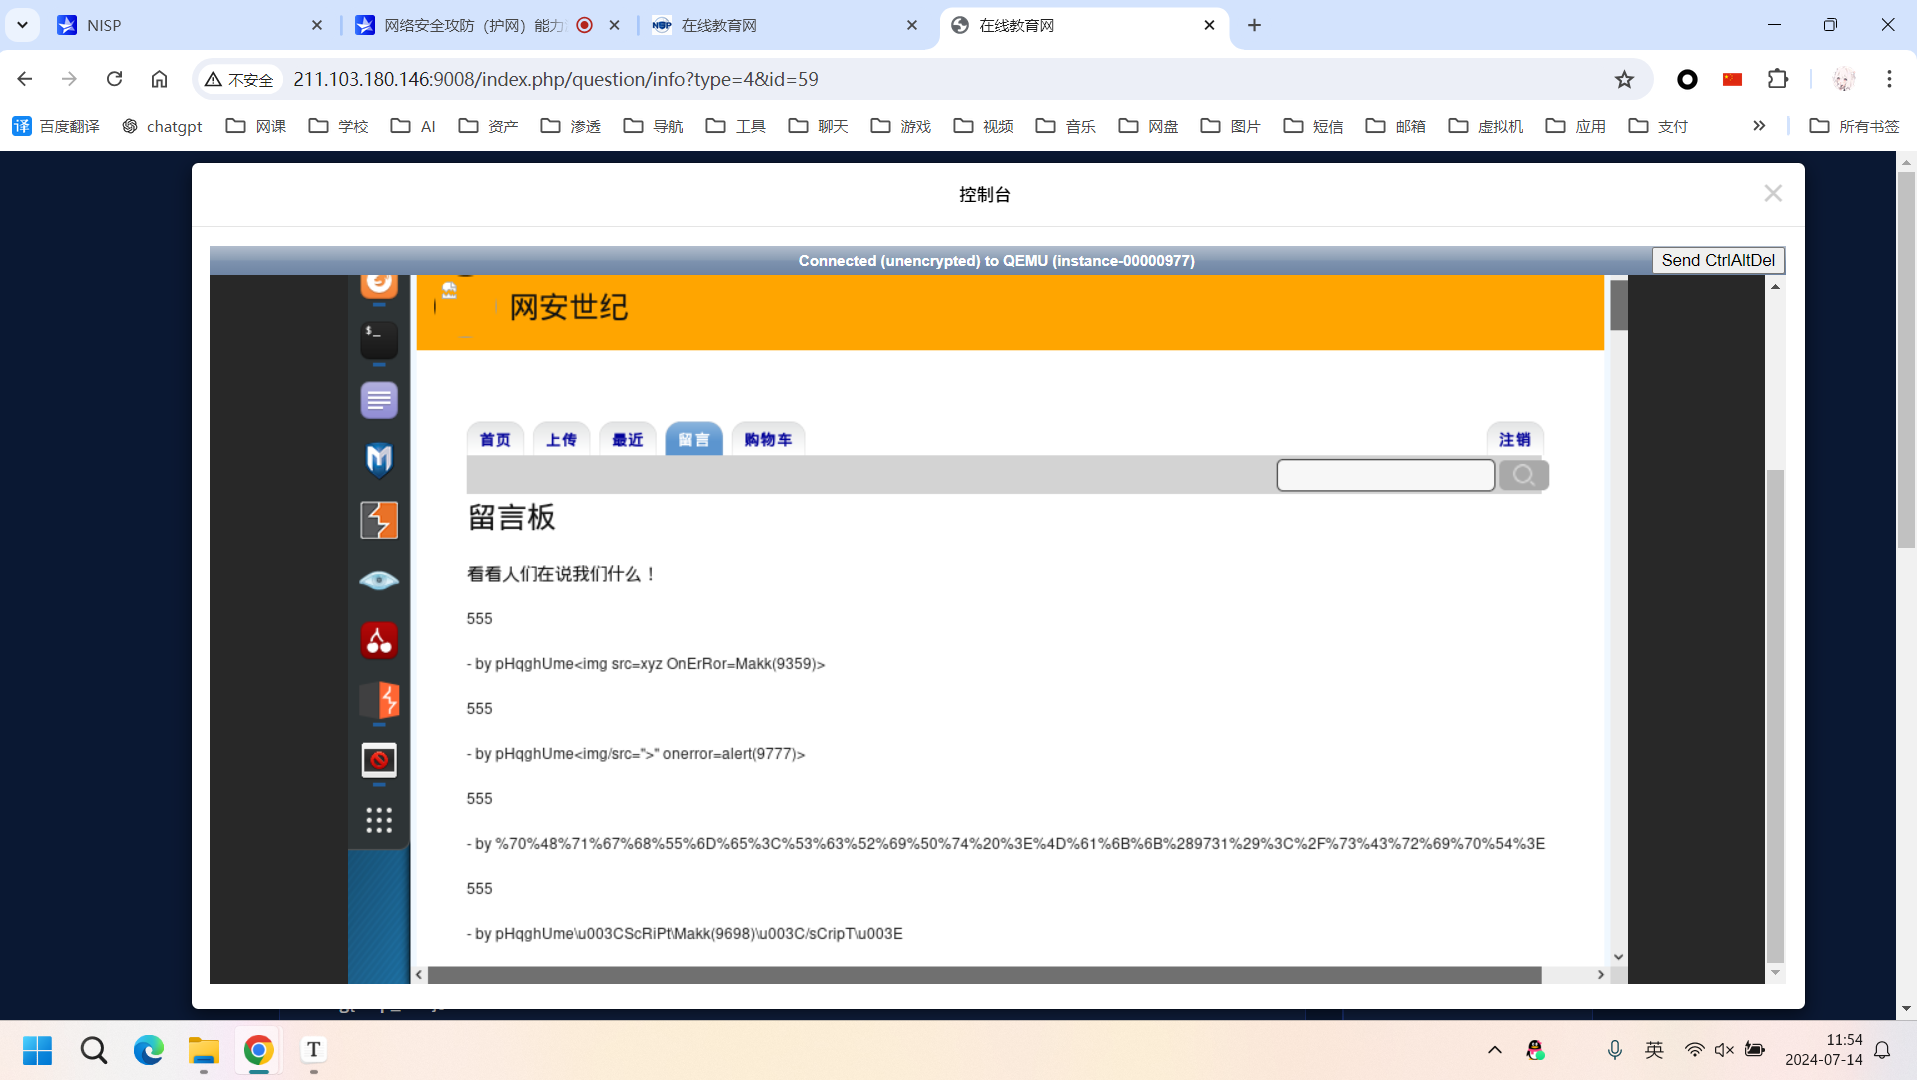 NISP
网络安全攻防（护网）能力
在线教育网
在线教育网
不安全
211.103.180.146:9008/index.php/question/info?type=4&id=59
百度翻译
chatgpt
网课
学校
AI
资产
渗透
导航
工具
聊天
游戏
视频
音乐
网盘
图片
短信
邮箱
虚拟机
应用
支付
所有书签
控制台
Connected (unencrypted) to QEMU (instance-00000977)
Send CtrlAltDel
网安世纪
首页
上传
最近
留言
购物车
注销
留言板
看看人们在说我们什么！
555
- by pHqghUme<img src=xyz OnErRor=Makk(9359)>
555
- by pHqghUme<img/src=">" onerror=alert(9777)>
555
- by %70%48%71%67%68%55%6D%65%3C%53%63%52%69%50%74%20%3E%4D%61%6B%6B%289731%29%3C%2F%73%43%72%69%70%54%3E
555
- by pHqghUme\u003CScRiPt\Makk(9698)\u003C/sCripT\u003E
英
11:54
2024-07-14